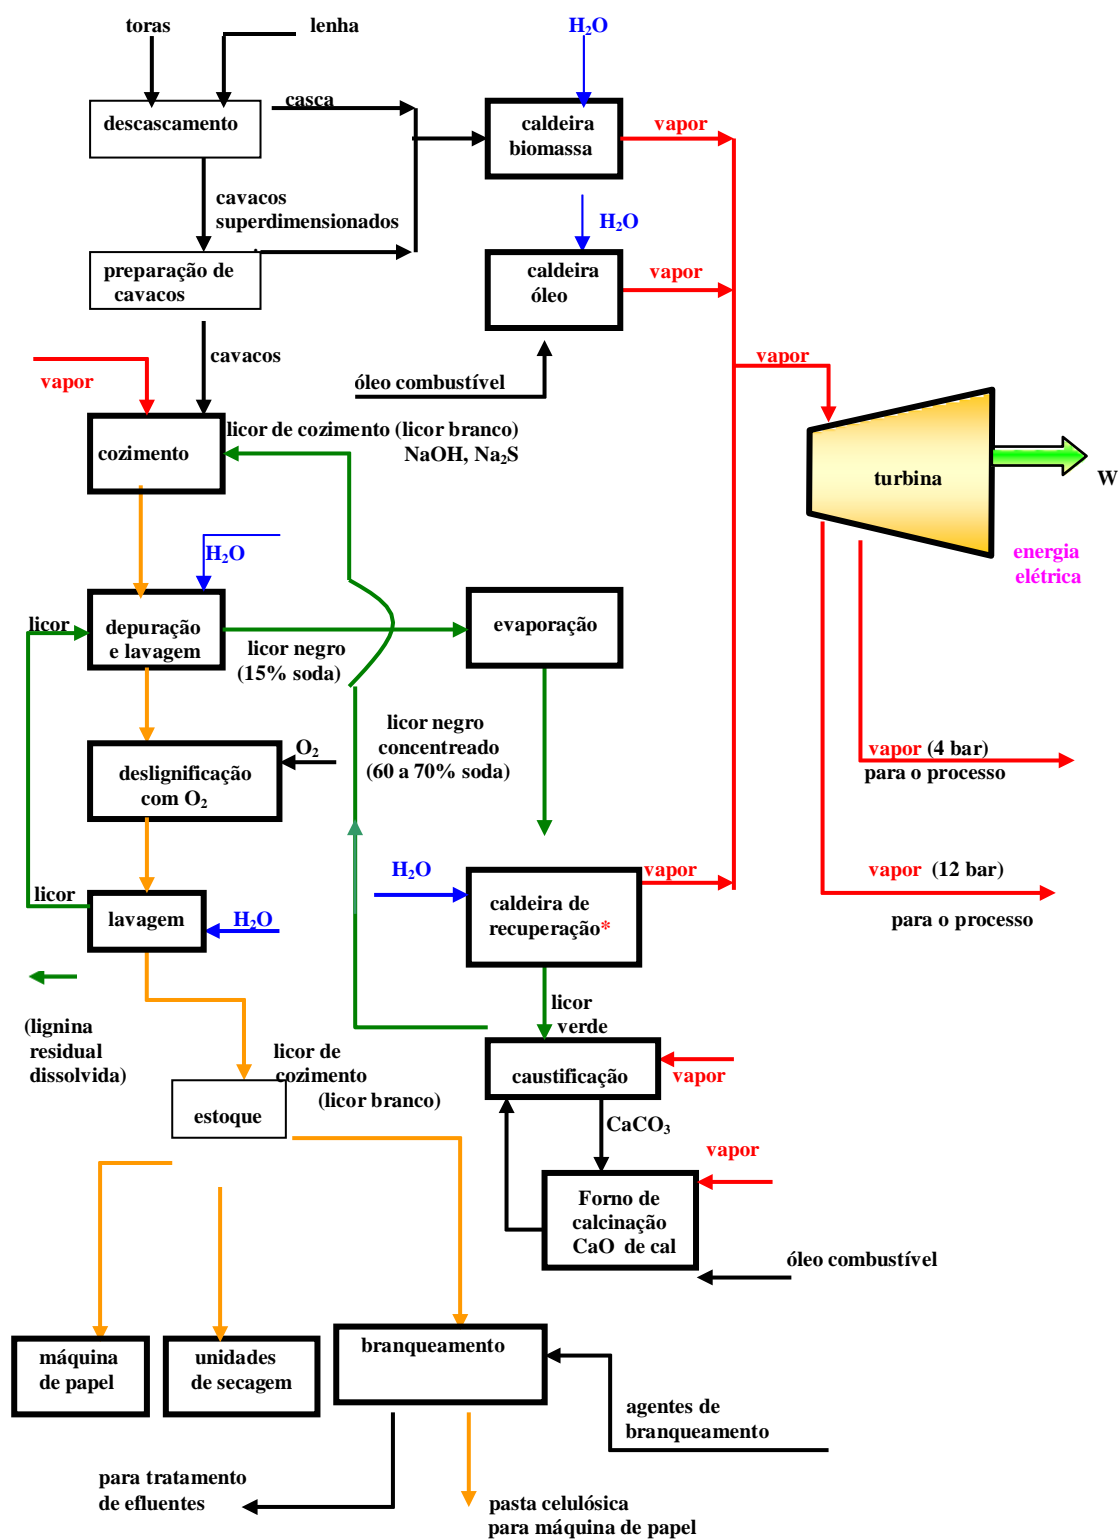 toras
lenha
H₂O
casca
descascamento
caldeira
biomassa
vapor
cavacos
superdimensionados
H₂O
preparação de
cavacos
caldeira
óleo
vapor
cavacos
vapor
óleo combustível
vapor
licor de cozimento (licor branco)
NaOH, Na₂S
cozimento
turbina
W
energia
elétrica
H₂O
licor
depuração
e lavagem
evaporação
licor negro
(15% soda)
licor negro
concentreado
(60 a 70% soda)
O₂
deslignificação
com O₂
vapor (4 bar)
para o processo
vapor (12 bar)
para o processo
H₂O
vapor
licor
lavagem
H₂O
caldeira de
recuperação*
licor
verde
(lignina
residual
dissolvida)
licor de
cozimento
(licor branco)
estoque
caustificação
vapor
CaCO₃
vapor
Forno de
calcinação
CaO de cal
óleo combustível
máquina
de papel
unidades
de secagem
branqueamento
agentes de
branqueamento
para tratamento
de efluentes
pasta celulósica
para máquina de papel